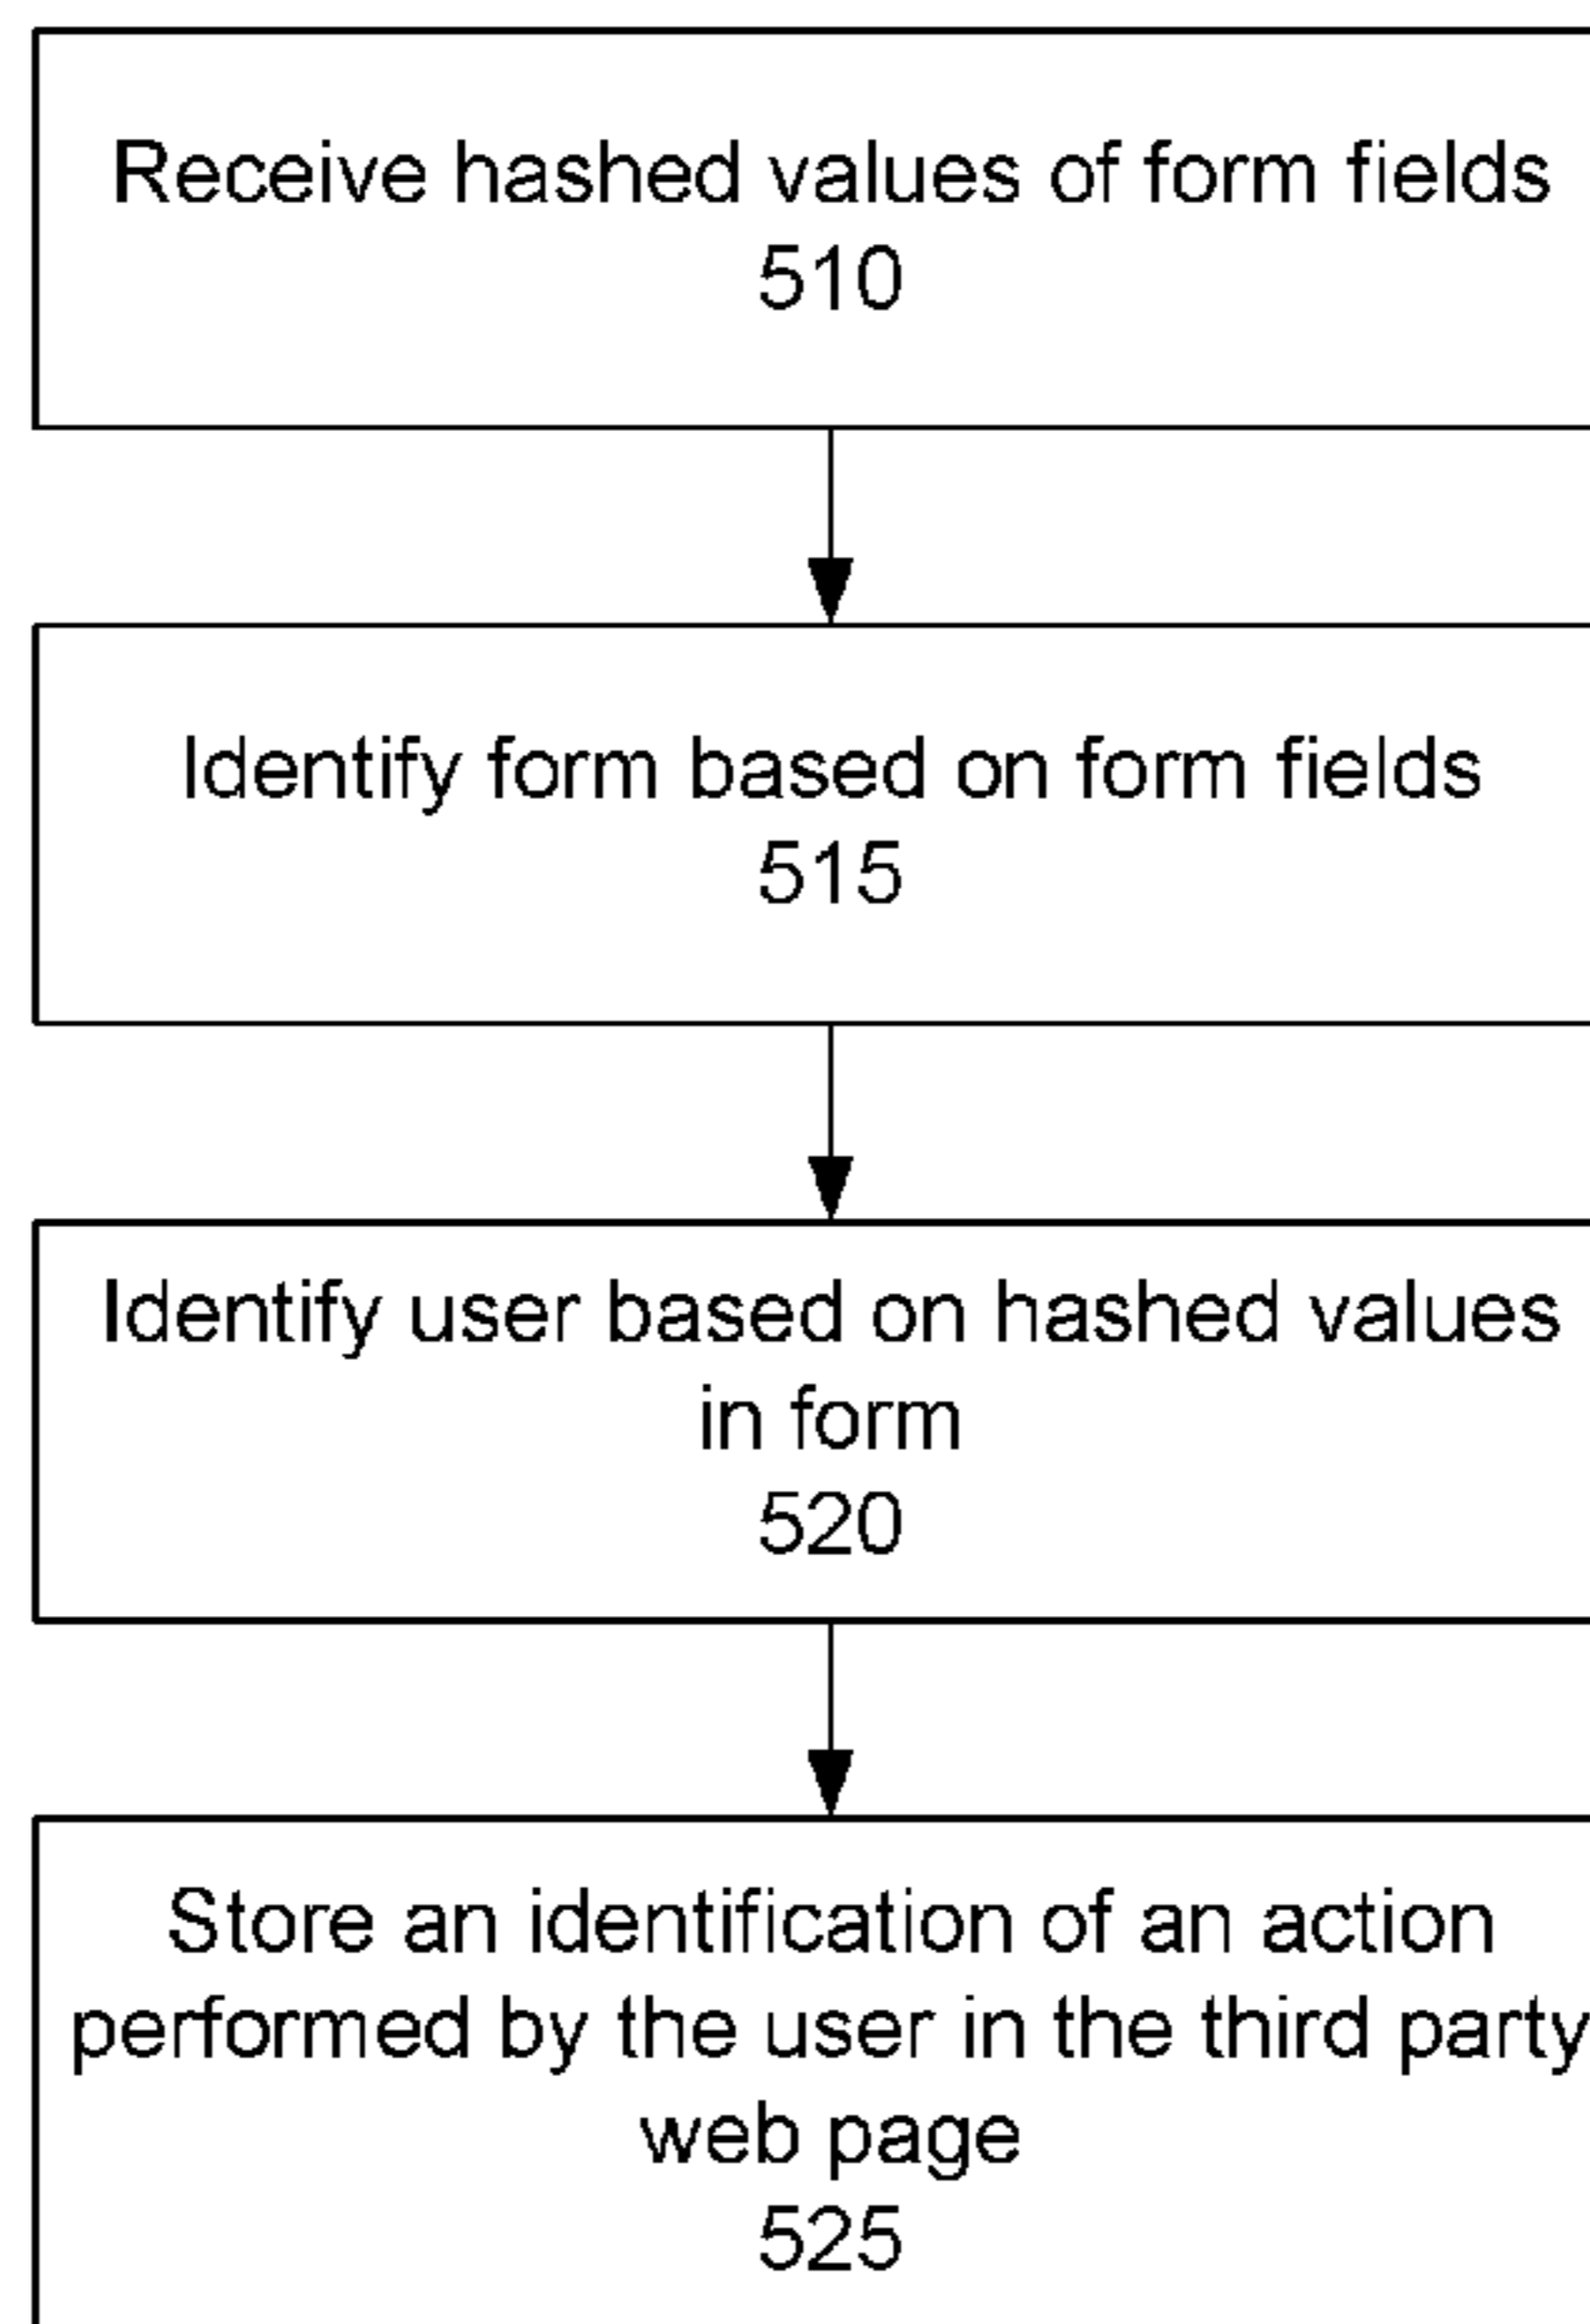 Receive hashed values of form fields
510
Identify form based on form fields
515
Identify user based on hashed values
in form
520
Store an identification of an action
performed by the user in the third party
web page
525